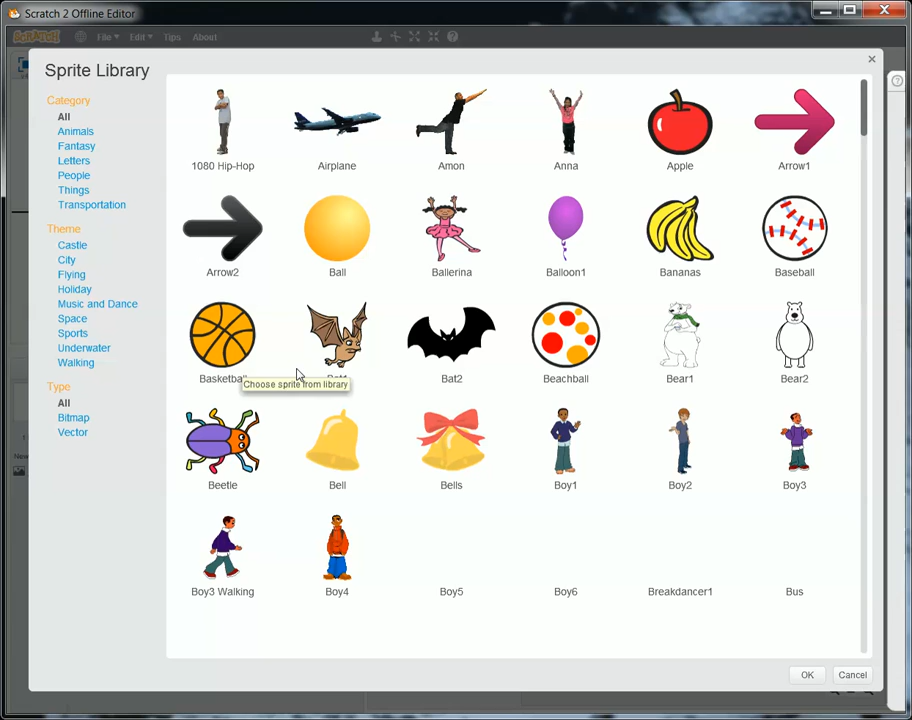 Scratch 2 Offline Editor
SCRATCH File Edit Tips About
Sprite Library
Category
All
Animals
Fantasy
Letters
People
Things
Transportation
Theme
Castle
City
Flying
Holiday
Music and Dance
Space
Sports
Underwater
Walking
Type
All
Bitmap
Vector
1080 Hip-Hop Airplane Amon Anna Apple Arrow1
Arrow2 Ball Ballerina Balloon1 Bananas Baseball
Basketball Bat1 Bat2 Beachball Bear1 Bear2
Choose sprite from library
Beetle Bell Bells Boy1 Boy2 Boy3
Boy3 Walking Boy4 Boy5 Boy6 Breakdancer1 Bus
OK Cancel